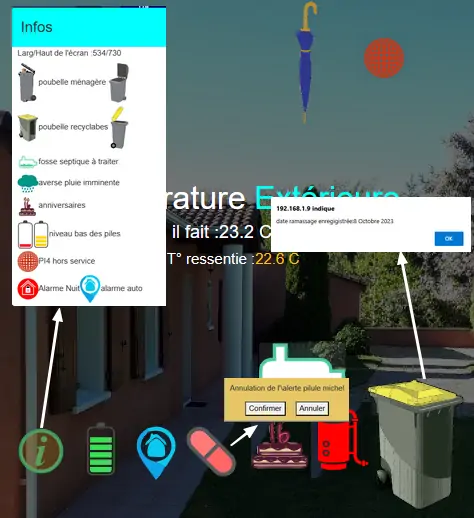 Infos
Larg/Haut de l'écran :534/730
poubelle ménagère
poubelle recyclabes
fosse septique à traiter
averse pluie imminente
anniversaires
niveau bas des piles
PI4 hors service
Alarme Nuit alarme auto
rature Extérieure
il fait :23.2 C
T° ressentie :22.6 C
192.168.1.9 indique
date ramassage enregigistrée8 Octobre 2023
OK
Annulation de l'\alerte pilule michel
Confirmer Annuler
16
i